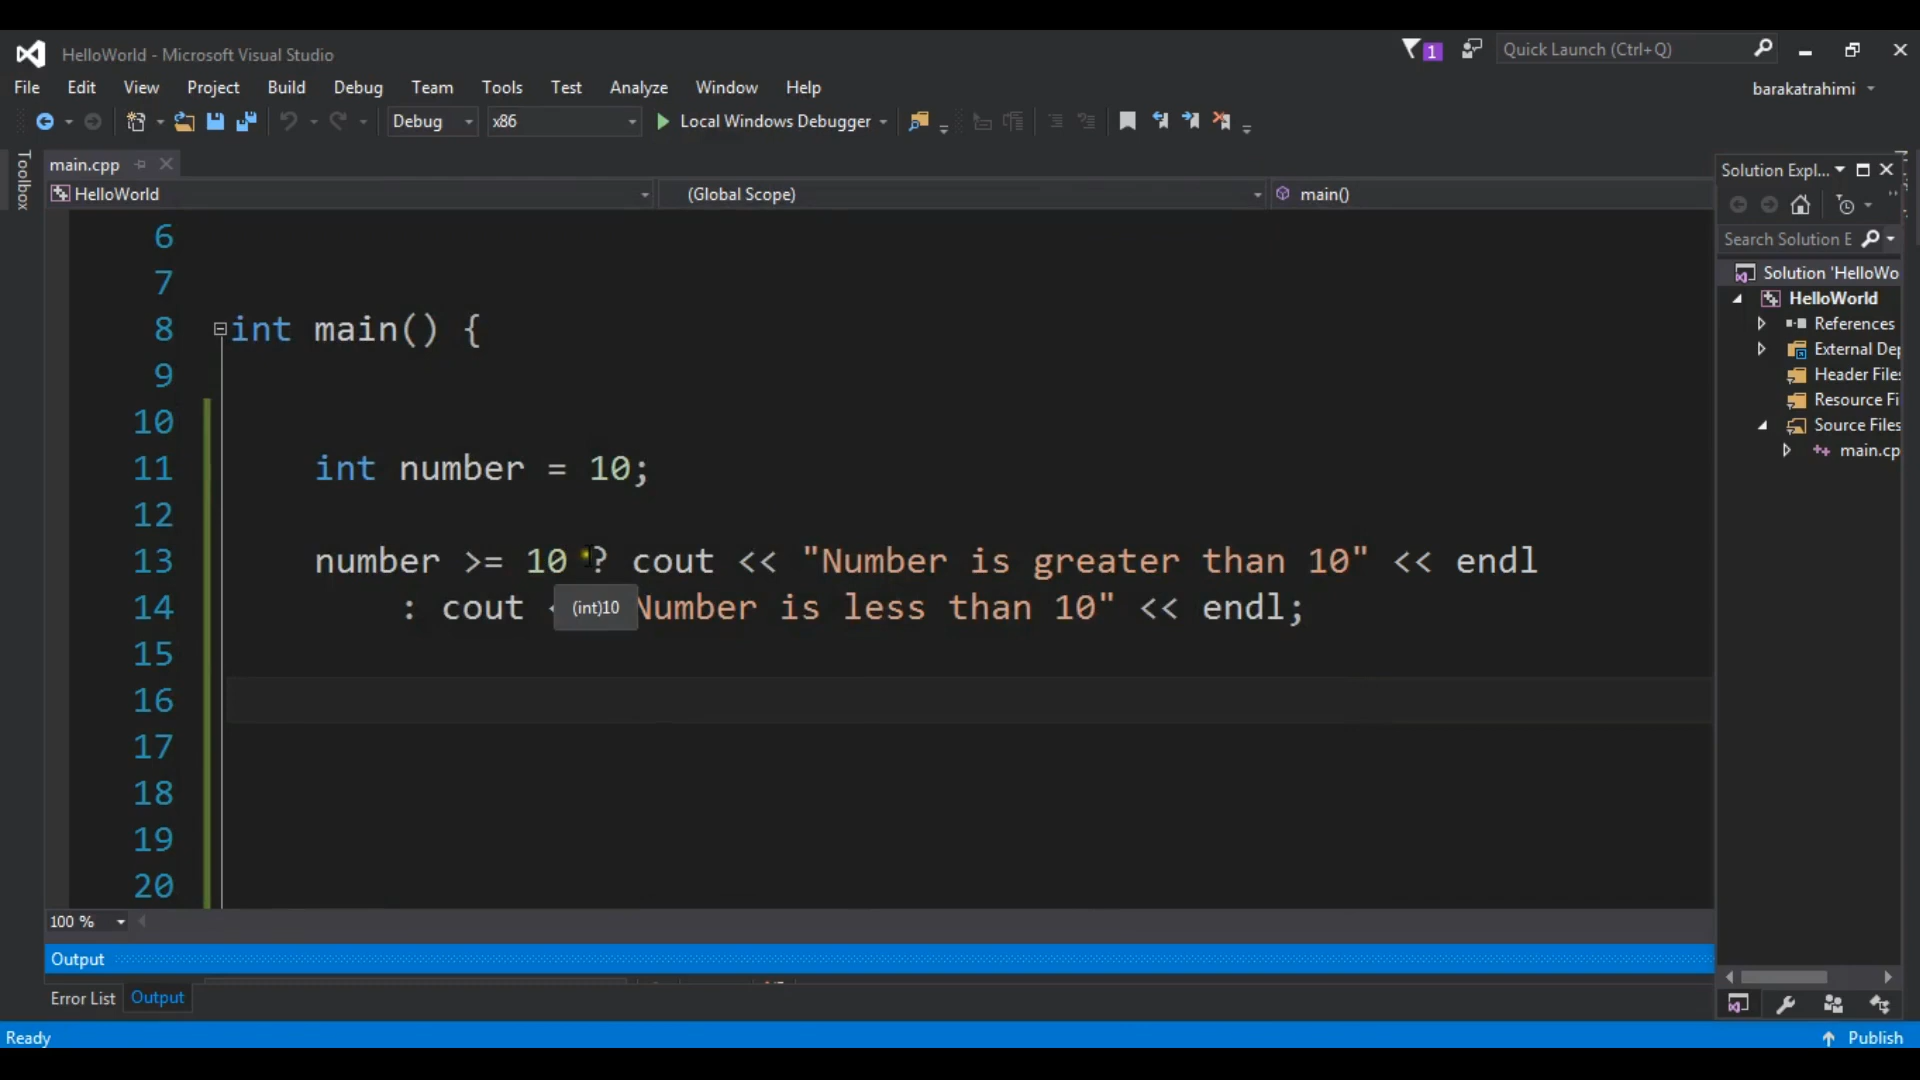 HelloWorld - Microsoft Visual Studio
1
Quick Launch (Ctrl+Q)
File Edit View Project Build Debug Team Tools Test Analyze Window Help
barakatrahimi
Debug x86 Local Windows Debugger
Toolbox
main.cpp
HelloWorld (Global Scope) main()
6
7
8 int main() {
9
10
11 int number = 10;
12
13 number >= 10 ? cout << "Number is greater than 10" << endl
14 : cout Number is less than 10" << endl;
(int)10
15
16
17
18
19
20
100 %
Output
Error List Output
Ready
Publish
Solution Expl...
Search Solution E
Solution 'HelloWo
HelloWorld
References
External Dep
Header Files
Resource Fi
Source Files
main.cp